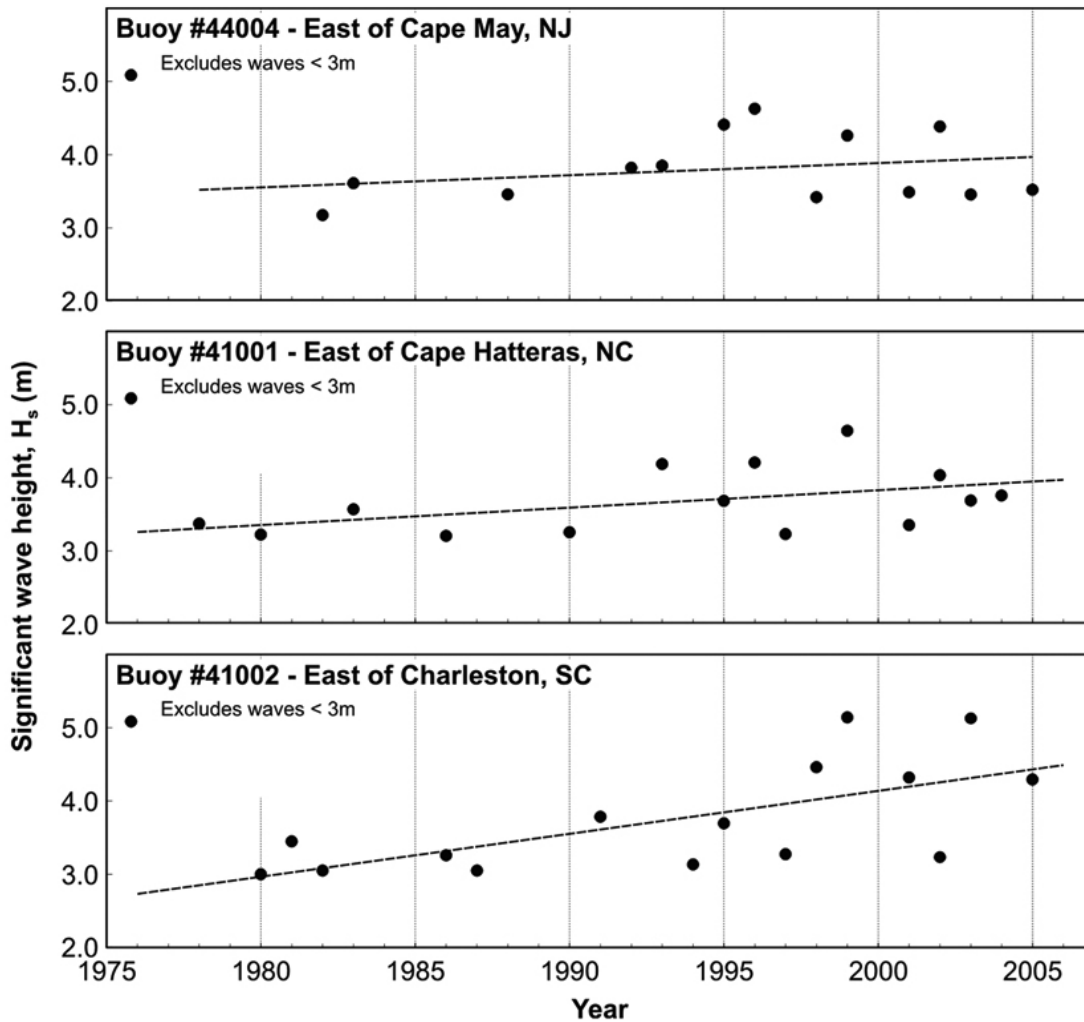 Buoy #44004 - East of Cape May, NJ
Excludes waves < 3m
5.0
4.0
3.0
2.0
Buoy #41001 - East of Cape Hatteras, NC
Excludes waves < 3m
5.0
4.0
3.0
2.0
Significant wave height, Hs (m)
Buoy #41002 - East of Charleston, SC
Excludes waves < 3m
5.0
4.0
3.0
2.0
1975 1980 1985 1990 1995 2000 2005
Year